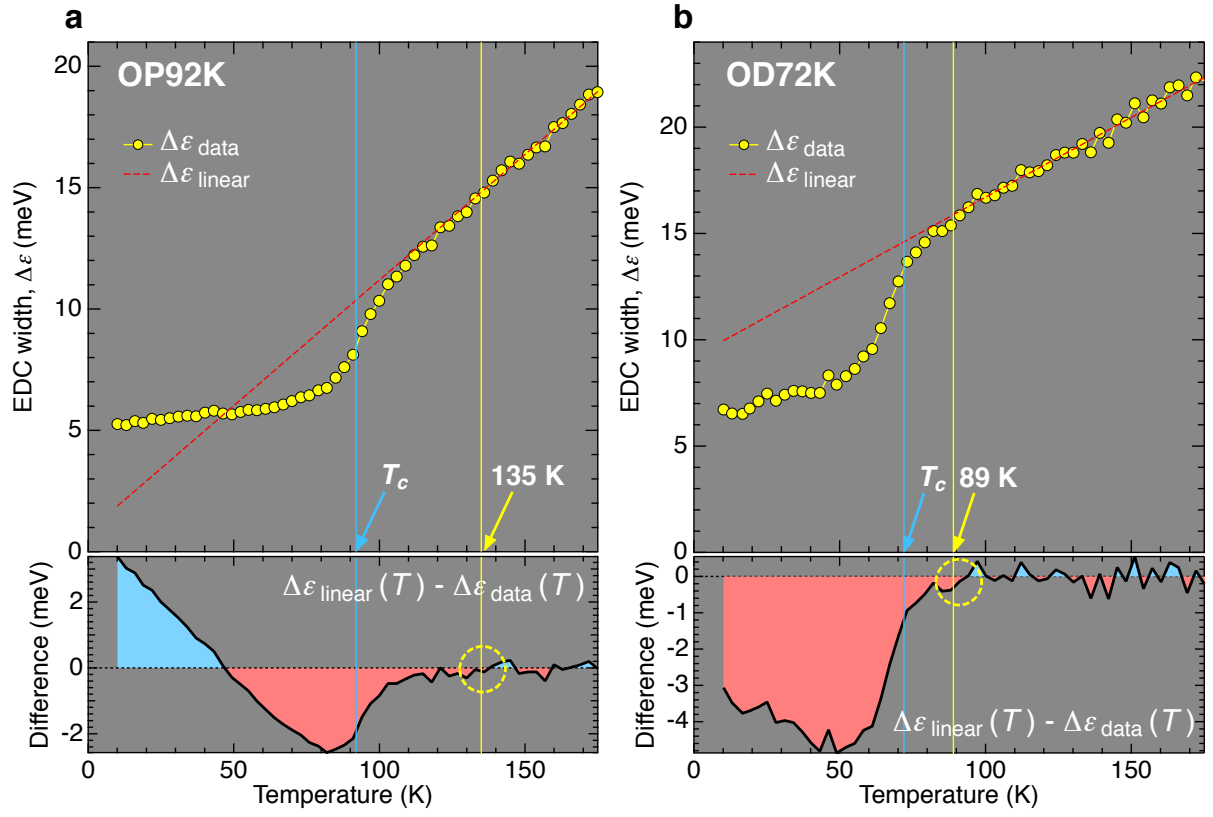 a
OP92K
Δε data
Δε linear
EDC width, Δε (meV)
20
15
10
5
0
Tc
135 K
Δε linear (T) - Δε data (T)
Difference (meV)
2
0
-2
0
50
100
150
Temperature (K)
b
OD72K
Δε data
Δε linear
EDC width, Δε (meV)
20
15
10
5
0
Tc
89 K
Δε linear (T) - Δε data (T)
Difference (meV)
0
-1
-2
-3
-4
0
50
100
150
Temperature (K)